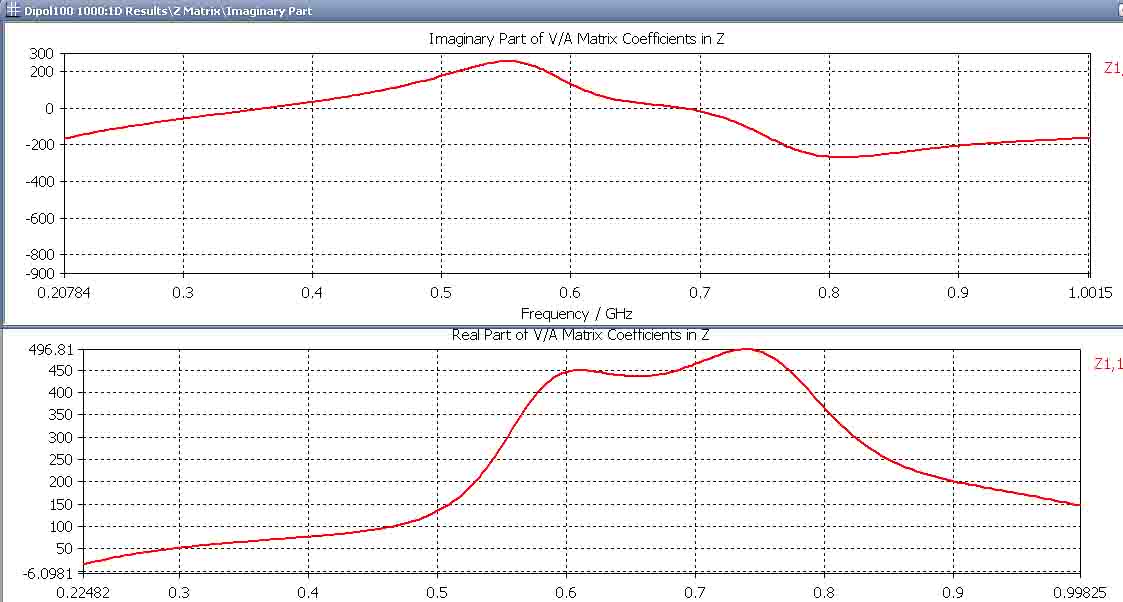 Dipol100 1000:1D Results\Z Matrix\Imaginary Part
Imaginary Part of V/A Matrix Coefficients in Z
300
200
0
-200
-400
-600
-800
-900
Z1,
0.20784 0.3 0.4 0.5 0.6 0.7 0.8 0.9 1.0015
Frequency / GHz
Real Part of V/A Matrix Coefficients in Z
496.81
450
400
350
300
250
200
150
100
50
-6.0981
Z1,1
0.22482 0.3 0.4 0.5 0.6 0.7 0.8 0.9 0.99825